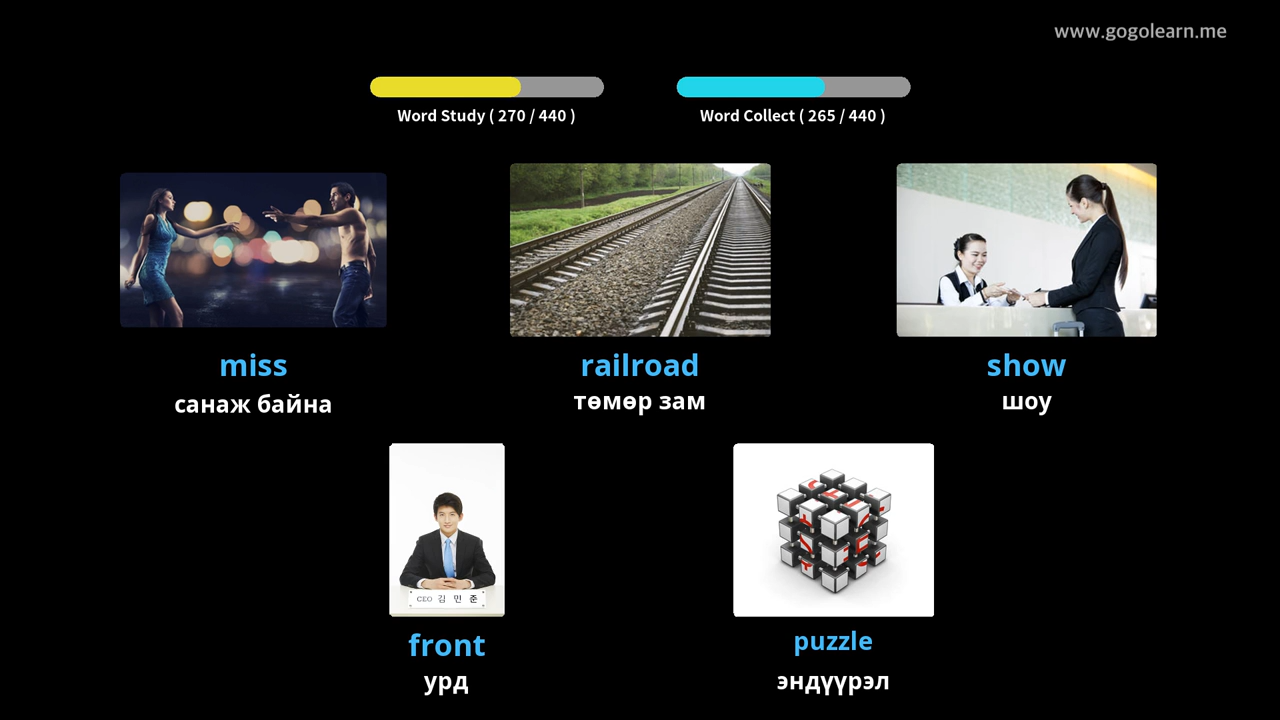 www.gogolearn.me
Word Study ( 270 / 440 )
Word Collect ( 265 / 440 )
miss
санаж байна
railroad
төмөр зам
show
шоу
CEO 김 민 준
front
урд
puzzle
эндүүрэл